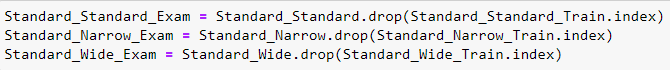 Standard_Standard_Exam = Standard_Standard.drop(Standard_Standard_Train.index)
Standard_Narrow_Exam = Standard_Narrow.drop(Standard_Narrow_Train.index)
Standard_Wide_Exam = Standard_Wide.drop(Standard_Wide_Train.index)